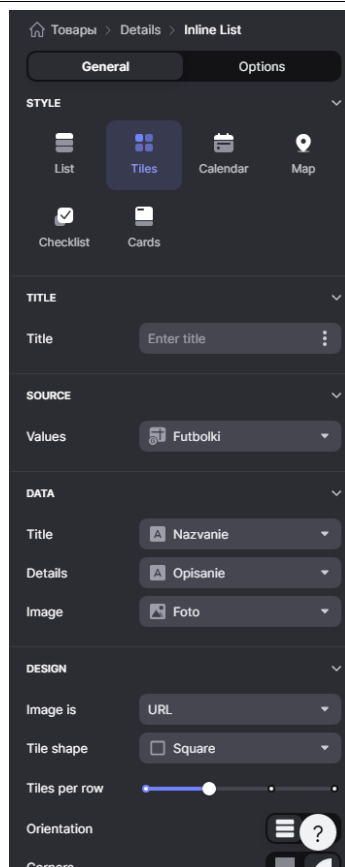 Товары > Details > Inline List
General Options
STYLE
List Tiles Calendar Map
Checklist Cards
TITLE
Title Enter title
SOURCE
Values Futbolki
DATA
Title A Nazvanie
Details A Opisanie
Image Foto
DESIGN
Image is URL
Tile shape Square
Tiles per row
Orientation ?
Corners